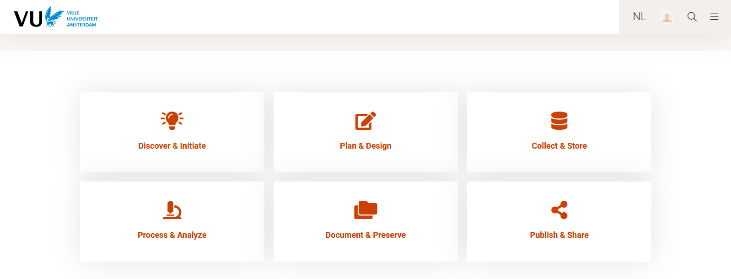 VU VRIJE
UNIVERSITEIT
AMSTERDAM
NL
Discover & Initiate
Plan & Design
Collect & Store
Process & Analyze
Document & Preserve
Publish & Share